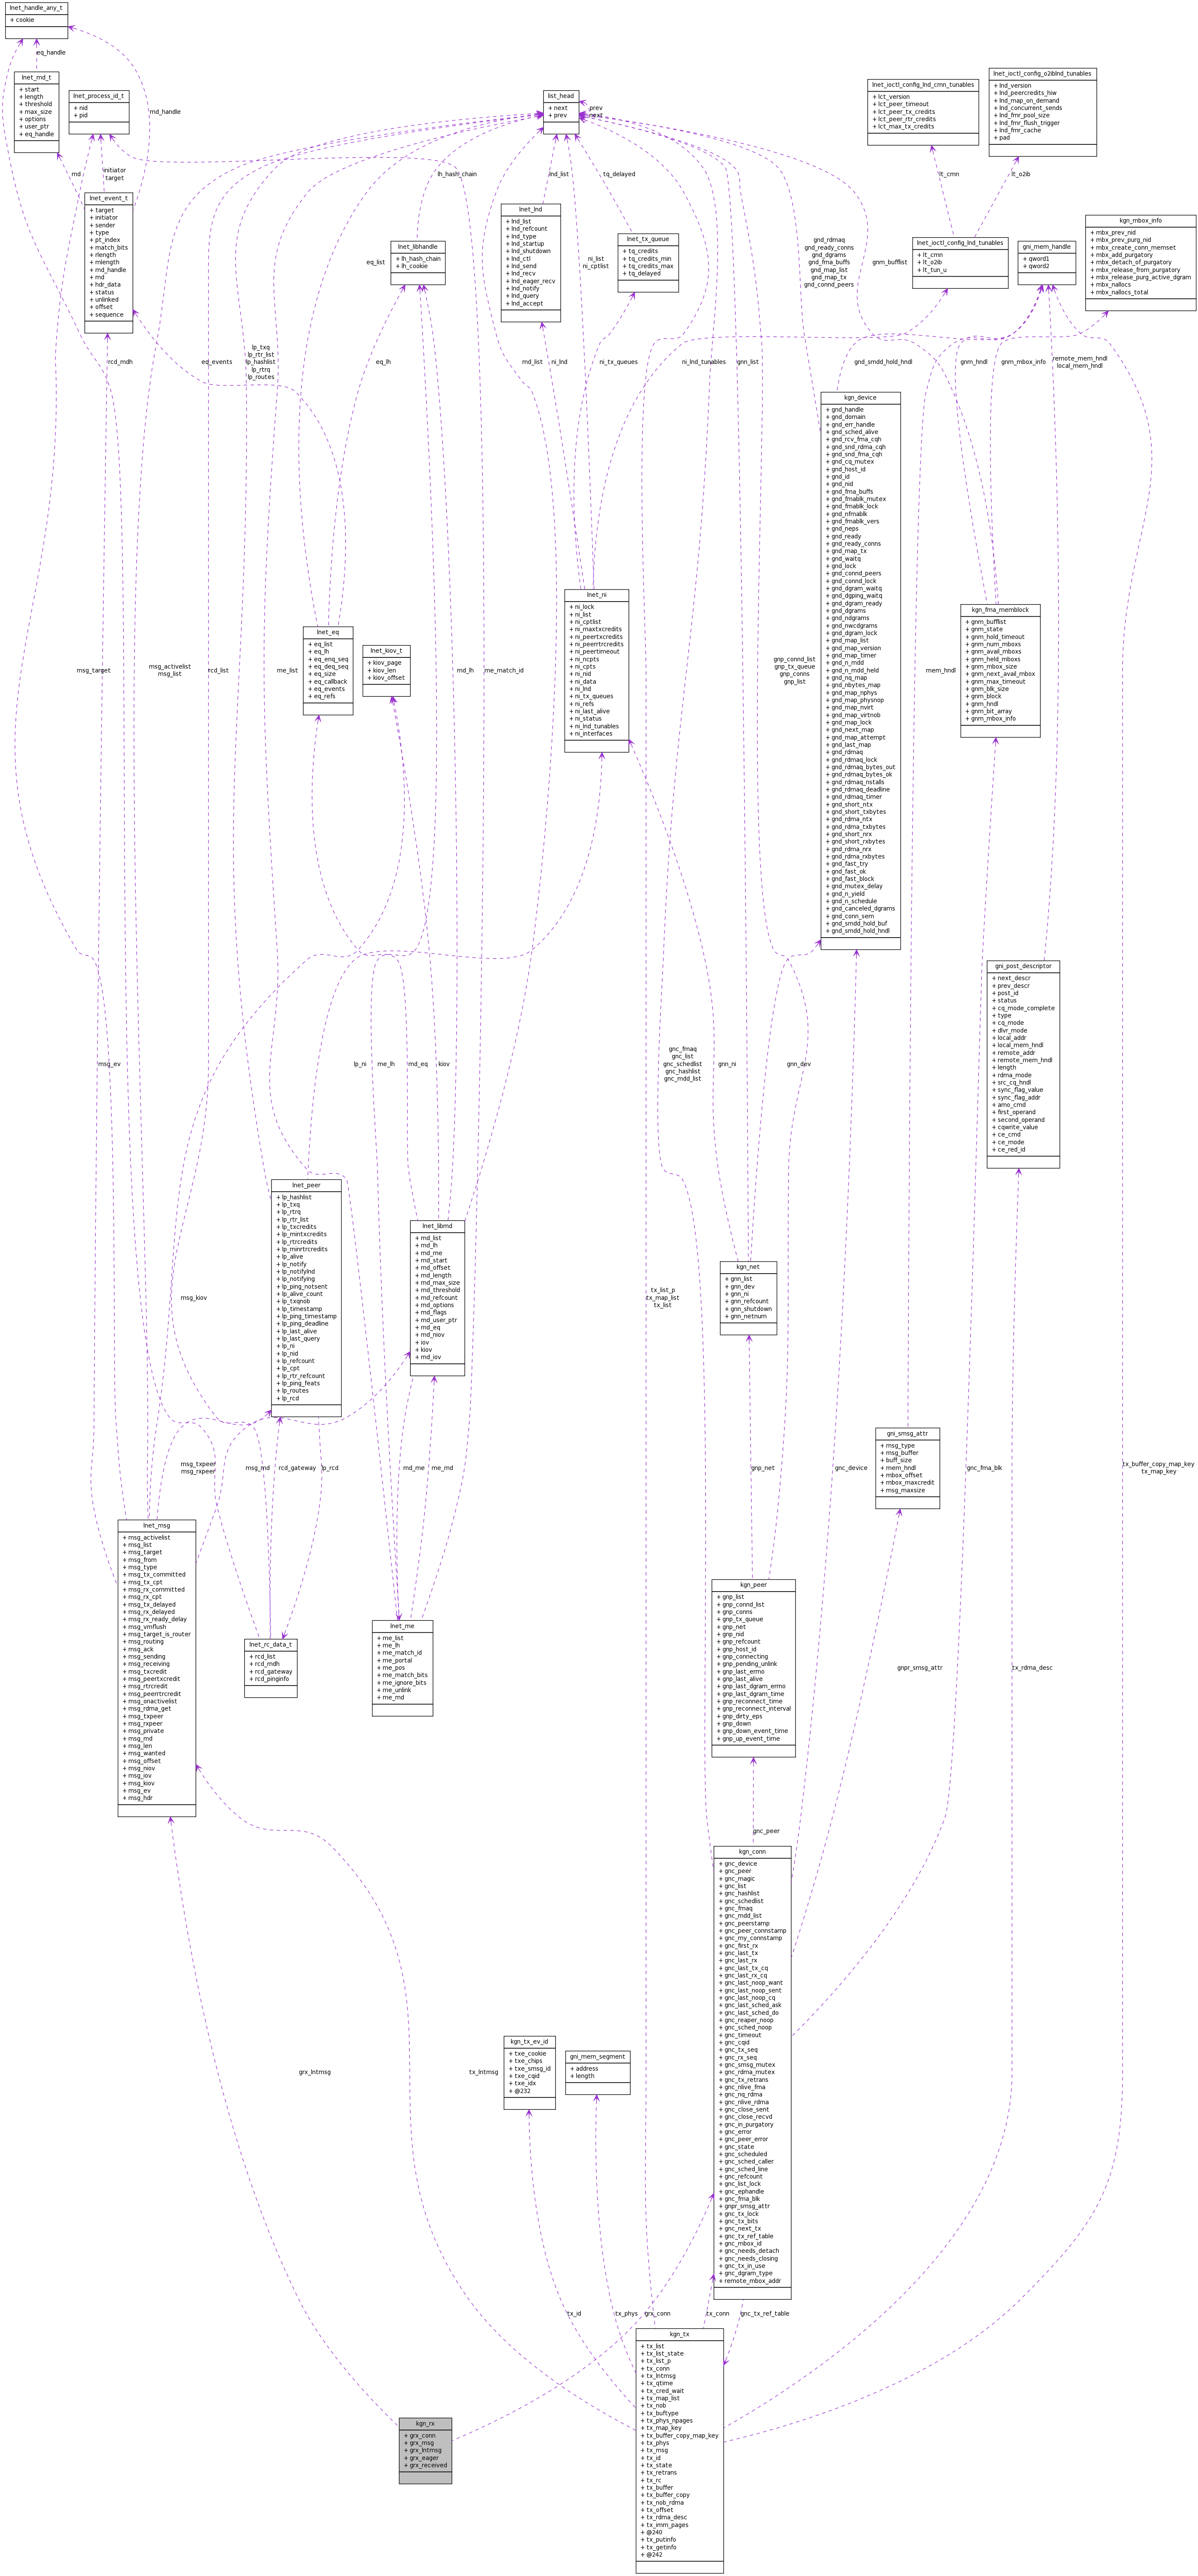 lnet_handle_any_t
+ cookie
eq_handle
lnet_md_t
+ start
+ length
+ threshold
+ max_size
+ options
+ user_ptr
+ eq_handle
lnet_process_id_t
+ nid
+ pid
md_handle
list_head
+ next
+ prev
prev
next
lnet_ioctl_config_lnd_cmn_tunables
+ lct_version
+ lct_peer_timeout
+ lct_peer_tx_credits
+ lct_peer_rtr_credits
+ lct_max_tx_credits
lnet_ioctl_config_o2iblnd_tunables
+ lnd_version
+ lnd_peercredits_hiw
+ lnd_map_on_demand
+ lnd_concurrent_sends
+ lnd_fmr_pool_size
+ lnd_fmr_flush_trigger
+ lnd_fmr_cache
+ pad
md
initiator
target
lh_hash_chain
lnd_list
tq_delayed
lt_cmn
lt_o2ib
lnet_event_t
+ target
+ initiator
+ sender
+ type
+ pt_index
+ match_bits
+ rlength
+ mlength
+ md_handle
+ md
+ hdr_data
+ status
+ unlinked
+ offset
+ sequence
lnet_lnd
+ lnd_list
+ lnd_refcount
+ lnd_type
+ lnd_startup
+ lnd_shutdown
+ lnd_ctl
+ lnd_send
+ lnd_recv
+ lnd_eager_recv
+ lnd_notify
+ lnd_query
+ lnd_accept
lnet_libhandle
+ lh_hash_chain
+ lh_cookie
lnet_tx_queue
+ tq_credits
+ tq_credits_min
+ tq_credits_max
+ tq_delayed
lnet_ioctl_config_lnd_tunables
+ lt_cmn
+ lt_o2ib
+ lt_tun_u
gni_mem_handle
+ qword1
+ qword2
kgn_mbox_info
+ mbx_prev_nid
+ mbx_prev_purg_nid
+ mbx_create_conn_memset
+ mbx_add_purgatory
+ mbx_detach_of_purgatory
+ mbx_release_from_purgatory
+ mbx_release_purg_active_dgram
+ mbx_nallocs
+ mbx_nallocs_total
eq_list
ni_list
ni_cptlist
gnd_rdmaq
gnd_ready_conns
gnd_dgrams
gnd_fma_buffs
gnd_map_list
gnd_map_tx
gnd_connd_peers
gnm_bufflist
rcd_mdh
eq_events
lp_txq
lp_rtr_list
lp_hashlist
lp_rtrq
lp_routes
eq_lh
md_list
ni_lnd
ni_tx_queues
ni_lnd_tunables
gnn_list
gnd_smdd_hold_hndl
gnm_hndl
gnm_mbox_info
remote_mem_hndl
local_mem_hndl
kgn_device
+ gnd_handle
+ gnd_domain
+ gnd_err_handle
+ gnd_sched_alive
+ gnd_rcv_fma_cqh
+ gnd_snd_rdma_cqh
+ gnd_snd_fma_cqh
+ gnd_cq_mutex
+ gnd_host_id
+ gnd_id
+ gnd_nid
+ gnd_fma_buffs
+ gnd_fmablk_mutex
+ gnd_fmablk_lock
+ gnd_nfmablk
+ gnd_fmablk_vers
+ gnd_neps
+ gnd_ready
+ gnd_ready_conns
+ gnd_map_tx
+ gnd_waitq
+ gnd_lock
+ gnd_connd_peers
+ gnd_connd_lock
+ gnd_dgram_waitq
+ gnd_dgping_waitq
+ gnd_dgram_ready
+ gnd_dgrams
+ gnd_ndgrams
+ gnd_nwcdgrams
+ gnd_dgram_lock
+ gnd_map_list
+ gnd_map_version
+ gnd_map_timer
+ gnd_n_mdd
+ gnd_n_mdd_held
+ gnd_nq_map
+ gnd_nbytes_map
+ gnd_map_nphys
+ gnd_map_physnop
+ gnd_map_nvirt
+ gnd_map_virtnob
+ gnd_map_lock
+ gnd_next_map
+ gnd_map_attempt
+ gnd_last_map
+ gnd_rdmaq
+ gnd_rdmaq_lock
+ gnd_rdmaq_bytes_out
+ gnd_rdmaq_bytes_ok
+ gnd_rdmaq_nstalls
+ gnd_rdmaq_deadline
+ gnd_rdmaq_timer
+ gnd_short_ntx
+ gnd_short_txbytes
+ gnd_rdma_ntx
+ gnd_rdma_txbytes
+ gnd_short_nrx
+ gnd_short_rxbytes
+ gnd_rdma_nrx
+ gnd_rdma_rxbytes
+ gnd_fast_try
+ gnd_fast_ok
+ gnd_fast_block
+ gnd_mutex_delay
+ gnd_n_yield
+ gnd_n_schedule
+ gnd_canceled_dgrams
+ gnd_conn_sem
+ gnd_smdd_hold_buf
+ gnd_smdd_hold_hndl
lnet_ni
+ ni_lock
+ ni_list
+ ni_cptlist
+ ni_maxtxcredits
+ ni_peertxcredits
+ ni_peerrtrcredits
+ ni_peertimeout
+ ni_ncpts
+ ni_cpts
+ ni_nid
+ ni_data
+ ni_lnd
+ ni_tx_queues
+ ni_refs
+ ni_last_alive
+ ni_status
+ ni_lnd_tunables
+ ni_interfaces
kgn_fma_memblock
+ gnm_bufflist
+ gnm_state
+ gnm_hold_timeout
+ gnm_num_mboxs
+ gnm_avail_mboxs
+ gnm_held_mboxs
+ gnm_mbox_size
+ gnm_next_avail_mbox
+ gnm_max_timeout
+ gnm_blk_size
+ gnm_block
+ gnm_hndl
+ gnm_bit_array
+ gnm_mbox_info
lnet_eq
+ eq_list
+ eq_lh
+ eq_enq_seq
+ eq_deq_seq
+ eq_size
+ eq_callback
+ eq_events
+ eq_refs
lnet_kiov_t
+ kiov_page
+ kiov_len
+ kiov_offset
msg_target
msg_activelist
msg_list
rcd_list
me_list
md_lh
me_match_id
gnp_connd_list
gnp_tx_queue
gnp_conns
gnp_list
mem_hndl
gni_post_descriptor
+ next_descr
+ prev_descr
+ post_id
+ status
+ cq_mode_complete
+ type
+ cq_mode
+ dlvr_mode
+ local_addr
+ local_mem_hndl
+ remote_addr
+ remote_mem_hndl
+ length
+ rdma_mode
+ src_cq_hndl
+ sync_flag_value
+ sync_flag_addr
+ amo_cmd
+ first_operand
+ second_operand
+ cqwrite_value
+ ce_cmd
+ ce_mode
+ ce_red_id
msg_ev
lp_ni
me_lh
md_eq
kiov
gnc_fmaq
gnc_list
gnc_schedlist
gnc_hashlist
gnc_mdd_list
gnn_ni
gnn_dev
lnet_peer
+ lp_hashlist
+ lp_txq
+ lp_rtrq
+ lp_rtr_list
+ lp_txcredits
+ lp_mintxcredits
+ lp_rtrcredits
+ lp_minrtrcredits
+ lp_alive
+ lp_notify
+ lp_notifylnd
+ lp_notifying
+ lp_ping_notsent
+ lp_alive_count
+ lp_txqnob
+ lp_timestamp
+ lp_ping_timestamp
+ lp_ping_deadline
+ lp_last_alive
+ lp_last_query
+ lp_ni
+ lp_nid
+ lp_refcount
+ lp_cpt
+ lp_rtr_refcount
+ lp_ping_feats
+ lp_routes
+ lp_rcd
lnet_libmd
+ md_list
+ md_lh
+ md_me
+ md_start
+ md_offset
+ md_length
+ md_max_size
+ md_threshold
+ md_refcount
+ md_options
+ md_flags
+ md_user_ptr
+ md_eq
+ md_niov
+ iov
+ kiov
+ md_iov
kgn_net
+ gnn_list
+ gnn_dev
+ gnn_ni
+ gnn_refcount
+ gnn_shutdown
+ gnn_netnum
msg_kiov
tx_list_p
tx_map_list
tx_list
gni_smsg_attr
+ msg_type
+ msg_buffer
+ buff_size
+ mem_hndl
+ mbox_offset
+ mbox_maxcredit
+ msg_maxsize
msg_txpeer
msg_rxpeer
msg_md
rcd_gateway
lp_rcd
md_me
me_md
gnp_net
gnc_device
gnc_fma_blk
tx_buffer_copy_map_key
tx_map_key
lnet_msg
+ msg_activelist
+ msg_list
+ msg_target
+ msg_from
+ msg_type
+ msg_tx_committed
+ msg_tx_cpt
+ msg_rx_committed
+ msg_rx_cpt
+ msg_tx_delayed
+ msg_rx_delayed
+ msg_rx_ready_delay
+ msg_vmflush
+ msg_target_is_router
+ msg_routing
+ msg_ack
+ msg_sending
+ msg_receiving
+ msg_txcredit
+ msg_peertxcredit
+ msg_rtrcredit
+ msg_peerrtrcredit
+ msg_onactivelist
+ msg_rdma_get
+ msg_txpeer
+ msg_rxpeer
+ msg_private
+ msg_md
+ msg_len
+ msg_wanted
+ msg_offset
+ msg_niov
+ msg_iov
+ msg_kiov
+ msg_ev
+ msg_hdr
lnet_rc_data_t
+ rcd_list
+ rcd_mdh
+ rcd_gateway
+ rcd_pinginfo
lnet_me
+ me_list
+ me_lh
+ me_match_id
+ me_portal
+ me_pos
+ me_match_bits
+ me_ignore_bits
+ me_unlink
+ me_md
kgn_peer
+ gnp_list
+ gnp_connd_list
+ gnp_conns
+ gnp_tx_queue
+ gnp_net
+ gnp_nid
+ gnp_refcount
+ gnp_host_id
+ gnp_connecting
+ gnp_pending_unlink
+ gnp_last_errno
+ gnp_last_alive
+ gnp_last_dgram_errno
+ gnp_last_dgram_time
+ gnp_reconnect_time
+ gnp_reconnect_interval
+ gnp_dirty_eps
+ gnp_down
+ gnp_down_event_time
+ gnp_up_event_time
gnpr_smsg_attr
tx_rdma_desc
gnc_peer
kgn_conn
+ gnc_device
+ gnc_peer
+ gnc_magic
+ gnc_list
+ gnc_hashlist
+ gnc_schedlist
+ gnc_fmaq
+ gnc_mdd_list
+ gnc_peerstamp
+ gnc_peer_connstamp
+ gnc_my_connstamp
+ gnc_first_rx
+ gnc_last_tx
+ gnc_last_rx
+ gnc_last_tx_cq
+ gnc_last_rx_cq
+ gnc_last_noop_want
+ gnc_last_noop_sent
+ gnc_last_noop_cq
+ gnc_last_sched_ask
+ gnc_last_sched_do
+ gnc_reaper_noop
+ gnc_sched_noop
+ gnc_timeout
+ gnc_cqid
+ gnc_tx_seq
+ gnc_rx_seq
+ gnc_smsg_mutex
+ gnc_rdma_mutex
+ gnc_tx_retrans
+ gnc_nlive_fma
+ gnc_nq_rdma
+ gnc_nlive_rdma
+ gnc_close_sent
+ gnc_close_recvd
+ gnc_in_purgatory
+ gnc_error
+ gnc_peer_error
+ gnc_state
+ gnc_scheduled
+ gnc_sched_caller
+ gnc_sched_line
+ gnc_refcount
+ gnc_list_lock
+ gnc_ephandle
+ gnc_fma_blk
+ gnpr_smsg_attr
+ gnc_tx_lock
+ gnc_tx_bits
+ gnc_next_tx
+ gnc_tx_ref_table
+ gnc_mbox_id
+ gnc_needs_detach
+ gnc_needs_closing
+ gnc_tx_in_use
+ gnc_dgram_type
+ remote_mbox_addr
kgn_tx_ev_id
+ txe_cookie
+ txe_chips
+ txe_smsg_id
+ txe_cqid
+ txe_idx
+ @232
gni_mem_segment
+ address
+ length
grx_lntmsg
tx_lntmsg
tx_id
tx_phys
grx_conn
tx_conn
gnc_tx_ref_table
kgn_tx
+ tx_list
+ tx_list_state
+ tx_list_p
+ tx_conn
+ tx_lntmsg
+ tx_qtime
+ tx_cred_wait
+ tx_map_list
+ tx_nob
+ tx_buftype
+ tx_phys_npages
+ tx_map_key
+ tx_buffer_copy_map_key
+ tx_phys
+ tx_msg
+ tx_id
+ tx_state
+ tx_retrans
+ tx_rc
+ tx_buffer
+ tx_buffer_copy
+ tx_nob_rdma
+ tx_offset
+ tx_rdma_desc
+ tx_imm_pages
+ @240
+ tx_putinfo
+ tx_getinfo
+ @242
kgn_rx
+ grx_conn
+ grx_msg
+ grx_lntmsg
+ grx_eager
+ grx_received